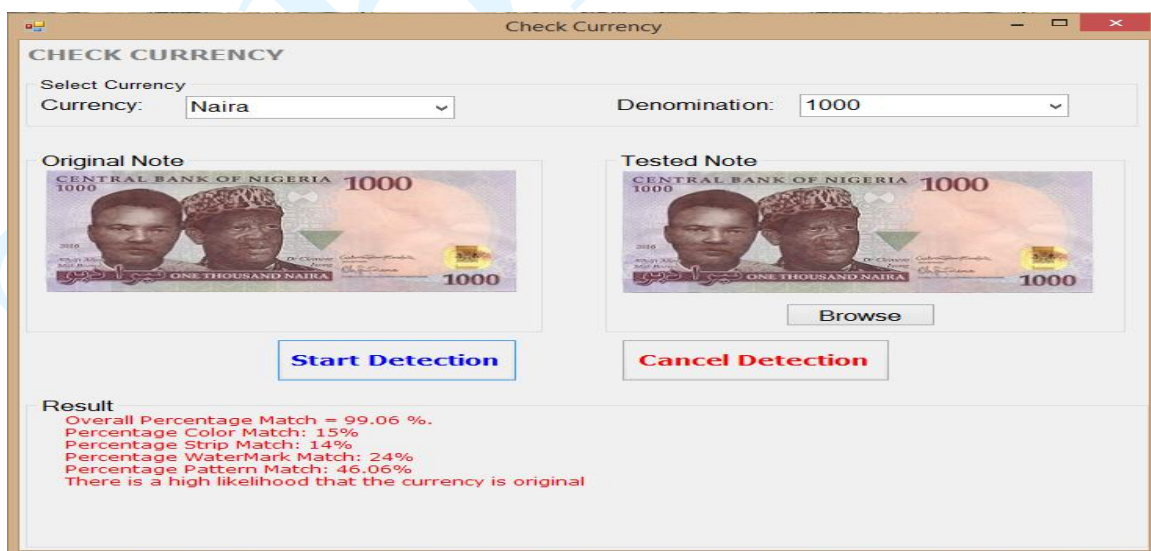 Check Currency
CHECK CURRENCY
Select Currency
Currency: Naira Denomination: 1000
Original Note
CENTRAL BANK OF NIGERIA
1000
1000
2016
ONE THOUSAND NAIRA
1000
Tested Note
CENTRAL BANK OF NIGERIA
1000
1000
2016
ONE THOUSAND NAIRA
1000
Browse
Start Detection Cancel Detection
Result
Overall Percentage Match = 99.06 %.
Percentage Color Match: 15%
Percentage Strip Match: 14%
Percentage WaterMark Match: 24%
Percentage Pattern Match: 46.06%
There is a high likelihood that the currency is original